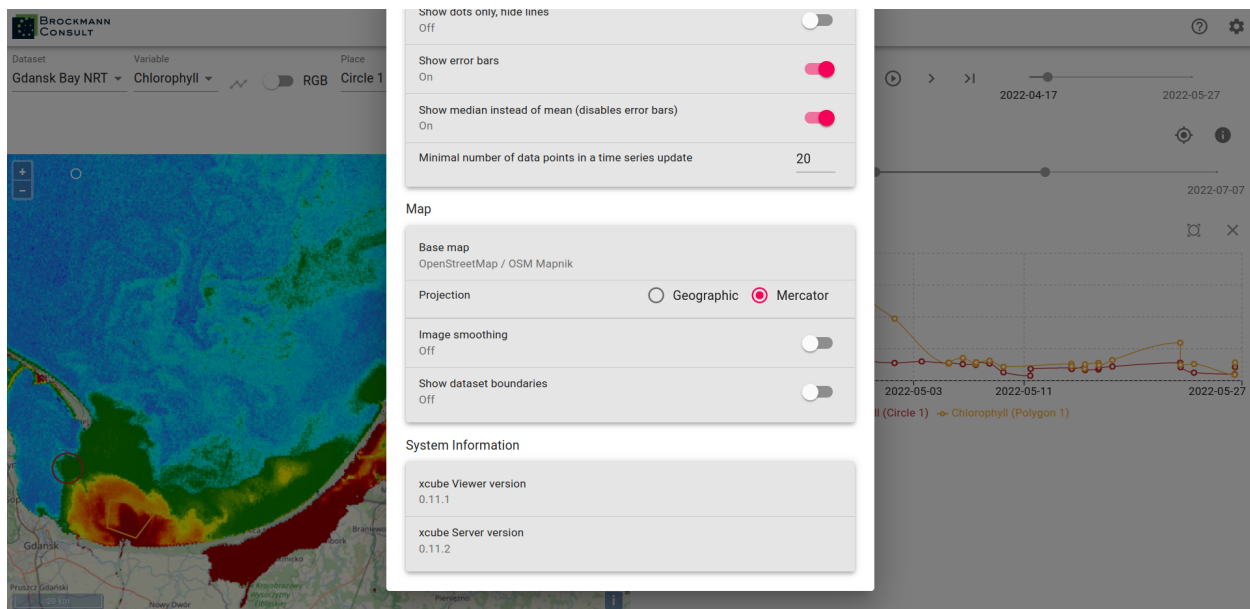 BROCKMANN
CONSULT
Dataset
Gdansk Bay NRT
Variable
Chlorophyll
RGB
Place
Circle 1
2022-04-17
2022-05-27
2022-07-07
Show dots only, hide lines
Off
Show error bars
On
Show median instead of mean (disables error bars)
On
Minimal number of data points in a time series update
20
Map
Base map
OpenStreetMap / OSM Mapnik
Projection
Geographic
Mercator
Image smoothing
Off
Show dataset boundaries
Off
System Information
xcube Viewer version
0.11.1
xcube Server version
0.11.2
2022-05-03
2022-05-11
2022-05-27
ll (Circle 1)
Chlorophyll (Polygon 1)
+
−
Gdańsk
Pruszcz Gdański
Nowy Dwór
Pieniężno
Wysoczyzny
Elbląskiej
i